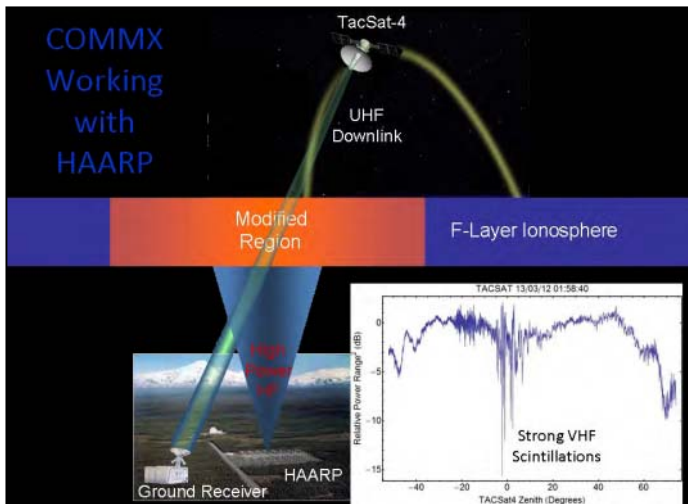 COMMX
Working
with
HAARP
TacSat-4
UHF
Downlink
Modified
Region
F-Layer Ionosphere
High
Power
HF
HAARP
Ground Receiver
TACSAT 13/03/12 01:58:40
Relative Power Range² (dB)
0
−5
−10
−15
Strong VHF
Scintillations
−40
−20
0
20
40
60
TACSat4 Zenith (Degrees)